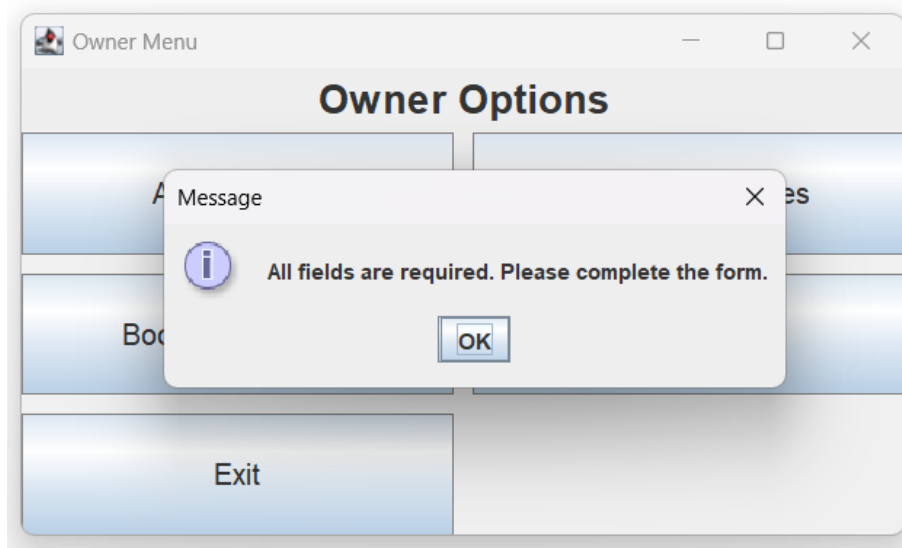 Owner Menu
Owner Options
Message
All fields are required. Please complete the form.
OK
Exit